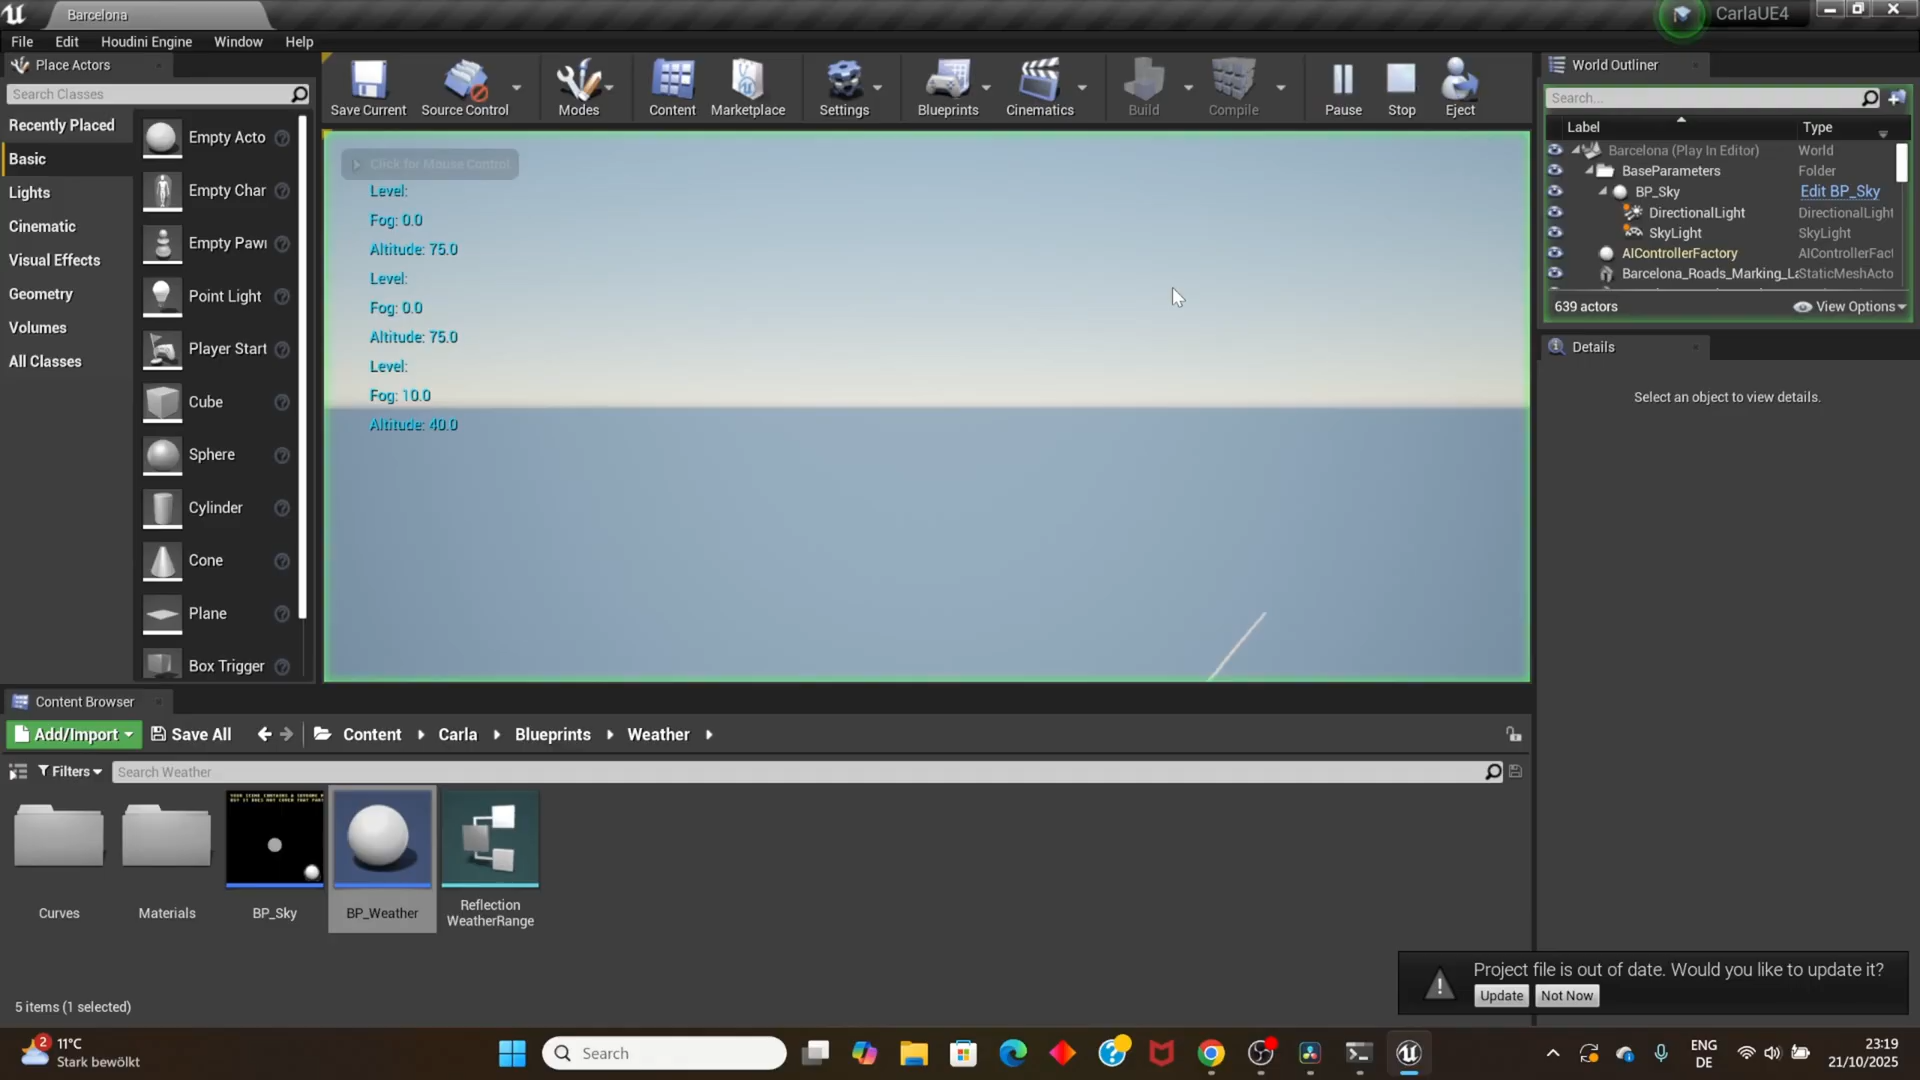 Barcelona
CarlaUE4
File Edit Houdini Engine Window Help
Place Actors
Search Classes
Recently Placed
Basic
Lights
Cinematic
Visual Effects
Geometry
Volumes
All Classes
Empty Acto
Empty Char
Empty Pawn
Point Light
Player Start
Cube
Sphere
Cylinder
Cone
Plane
Box Trigger
Save Current
Source Control
Modes
Content
Marketplace
Settings
Blueprints
Cinematics
Build
Compile
Pause
Stop
Eject
Click for Mouse Control
Level:
Fog: 0.0
Altitude: 75.0
Level:
Fog: 0.0
Altitude: 75.0
Level:
Fog: 10.0
Altitude: 40.0
World Outliner
Search...
Label Type
Barcelona (Play In Editor) World
BaseParameters Folder
BP_Sky Edit BP_Sky
DirectionalLight DirectionalLight
SkyLight SkyLight
AIControllerFactory AIControllerFact
Barcelona_Roads_Marking_La StaticMeshActo
639 actors
View Options
Details
Select an object to view details.
Content Browser
Add/Import
Save All
Content Carla Blueprints Weather
Filters
Search Weather
Curves
Materials
BP_Sky
BP_Weather
Reflection
WeatherRange
5 items (1 selected)
Project file is out of date. Would you like to update it?
Update
Not Now
2
11°C
Stark bewölkt
Search
ENG
DE
23:19
21/10/2025